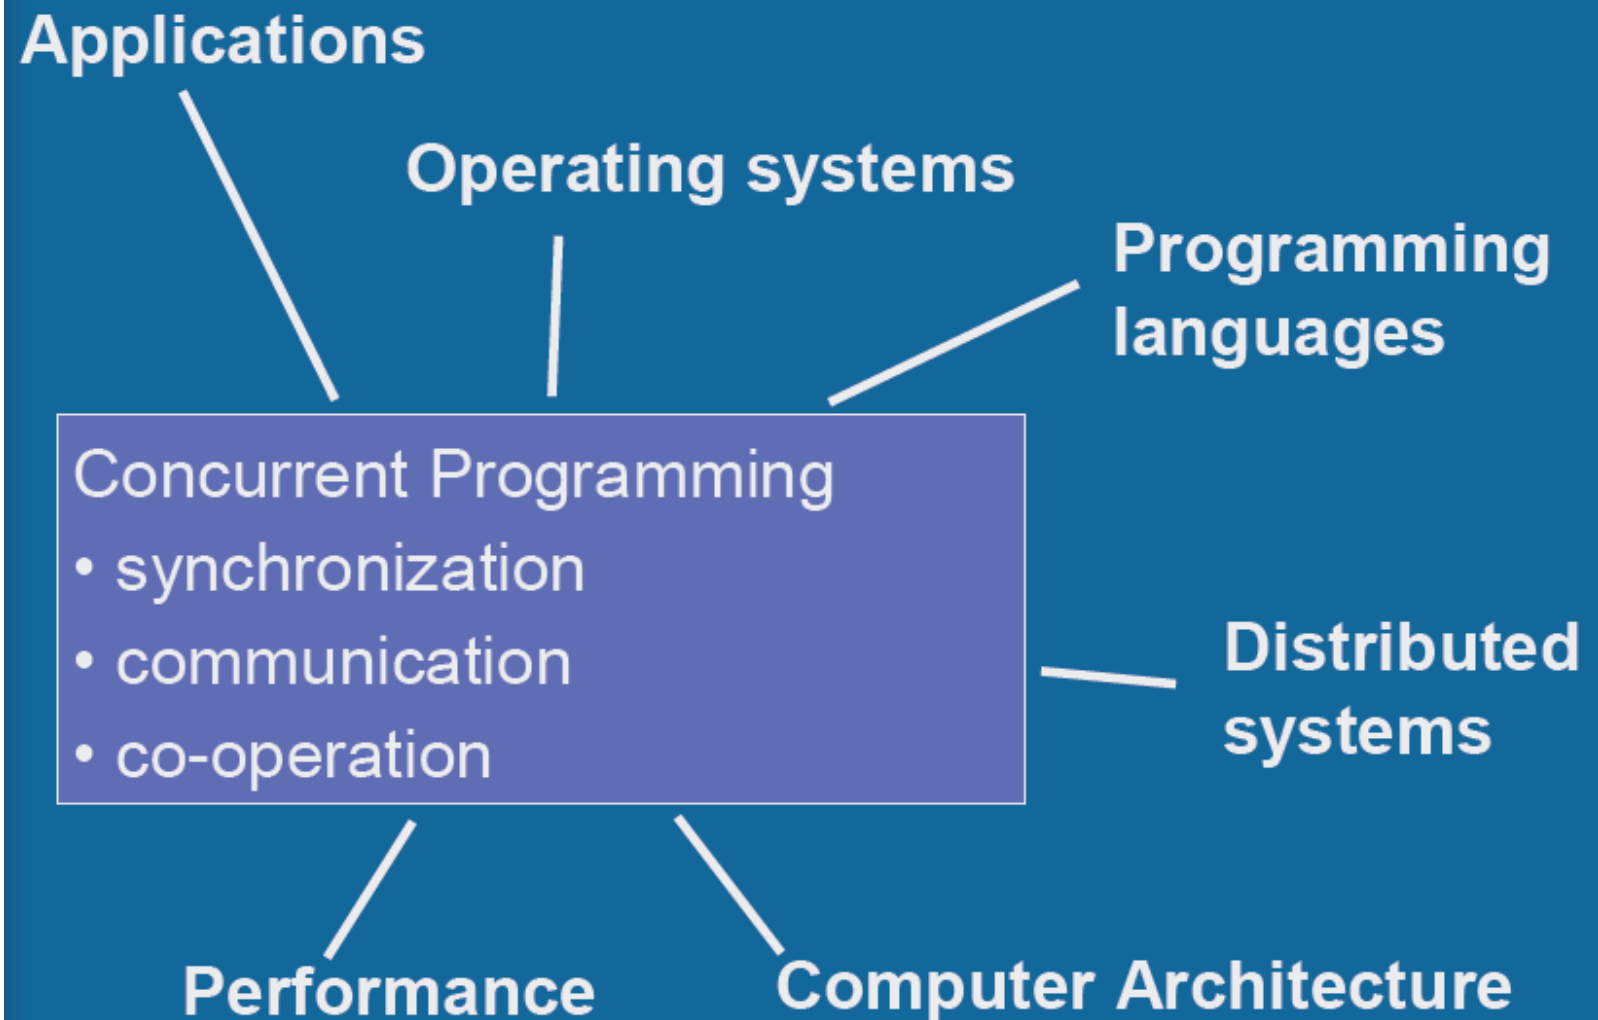 Applications
Operating systems
Programming
languages
Concurrent Programming
• synchronization
• communication
• co-operation
Distributed
systems
Performance
Computer Architecture